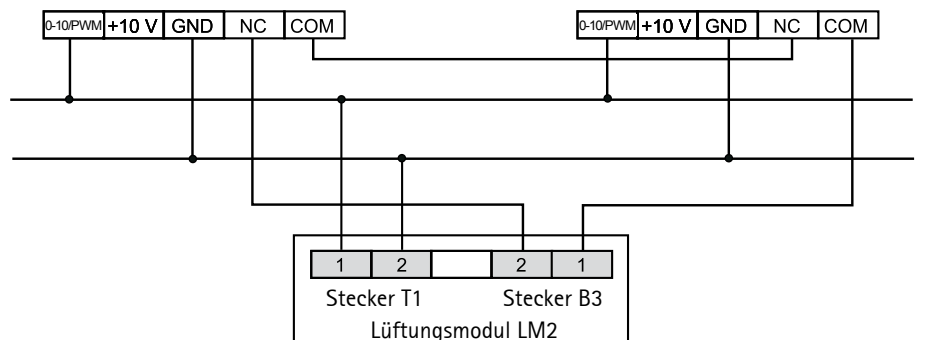 0-10/PWM +10 V GND NC COM 0-10/PWM +10 V GND NC COM
1 2 2 1
Stecker T1 Stecker B3
Lüftungsmodul LM2